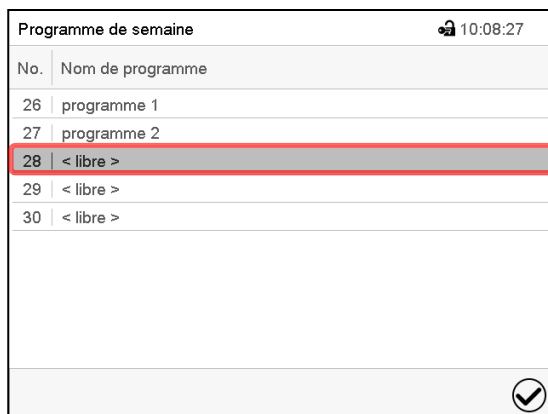 Programme de semaine 10:08:27
No. Nom de programme
26 programme 1
27 programme 2
28 < libre >
29 < libre >
30 < libre >